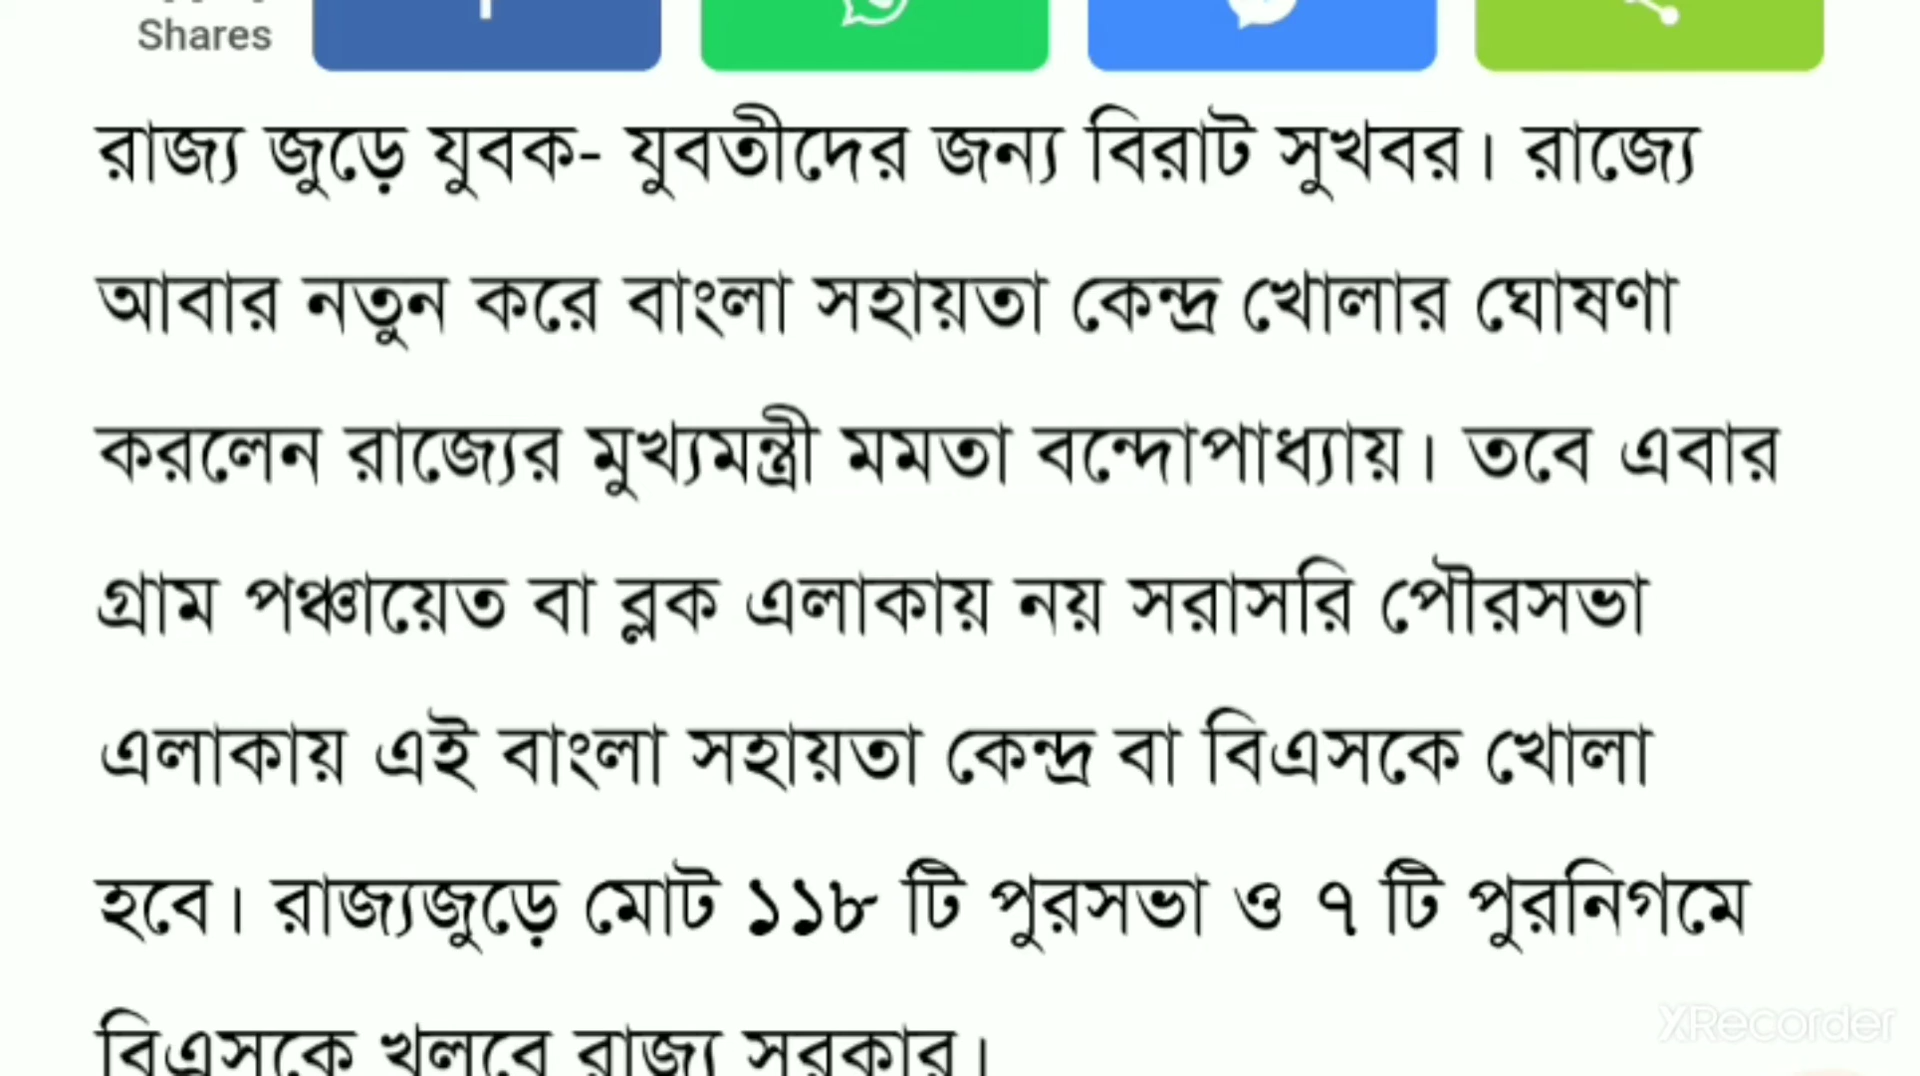 Shares
রাজ্য জুড়ে যুবক- যুবতীদের জন্য বিরাট সুখবর। রাজ্যে
আবার নতুন করে বাংলা সহায়তা কেন্দ্র খোলার ঘোষণা
করলেন রাজ্যের মুখ্যমন্ত্রী মমতা বন্দোপাধ্যায়। তবে এবার
গ্রাম পঞ্চায়েত বা ব্লক এলাকায় নয় সরাসরি পৌরসভা
এলাকায় এই বাংলা সহায়তা কেন্দ্র বা বিএসকে খোলা
হবে। রাজ্যজুড়ে মোট ১১৮ টি পুরসভা ও ৭ টি পুরনিগমে
বিএসকে খুলবে রাজ্য সরকার।
XRecorder